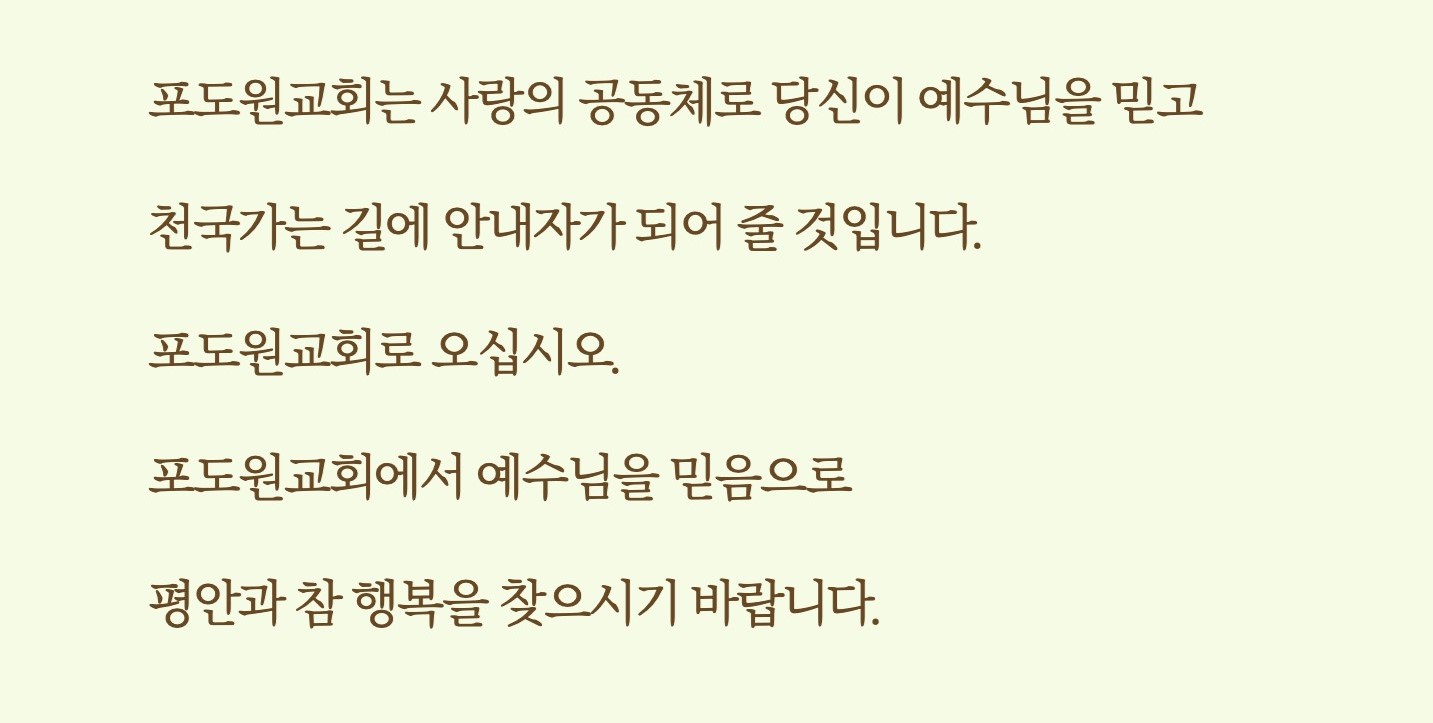 포도원교회는 사랑의 공동체로 당신이 예수님을 믿고
천국가는 길에 안내자가 되어 줄 것입니다.
포도원교회로 오십시오.
포도원교회에서 예수님을 믿음으로
평안과 참 행복을 찾으시기 바랍니다.